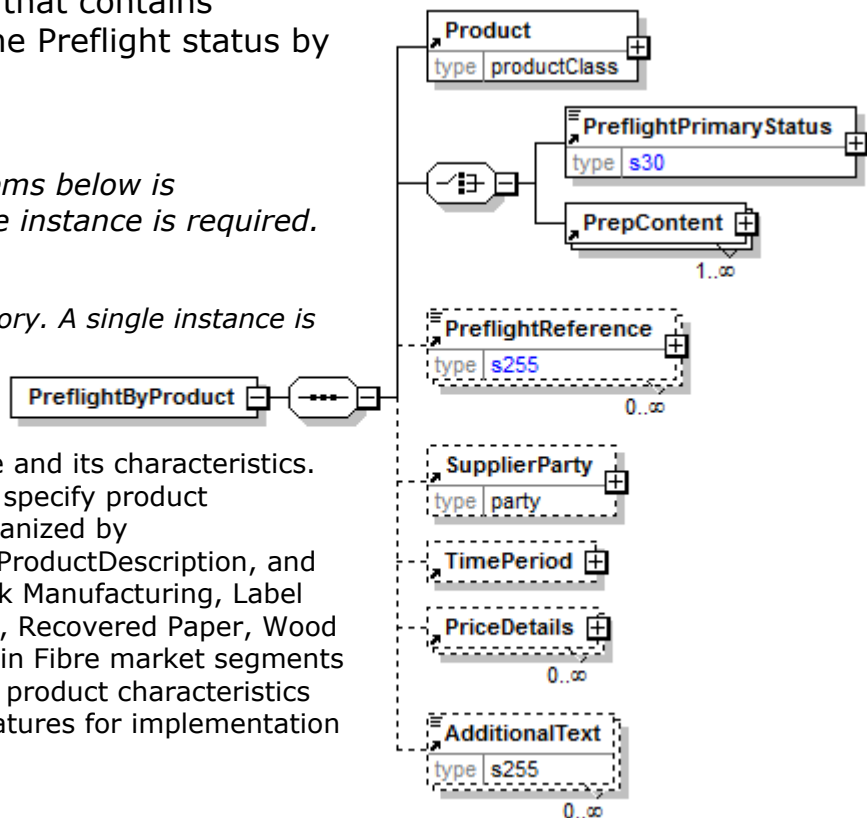 that contains
ne Preflight status by
ems below is
e instance is required.
ory. A single instance is
e and its characteristics.
specify product
anized by
ProductDescription, and
k Manufacturing, Label
, Recovered Paper, Wood
in Fibre market segments
product characteristics
atures for implementation
PreflightByProduct
Product
type productClass
PreflightPrimaryStatus
type s30
PrepContent
1..∞
PreflightReference
type s255
0..∞
SupplierParty
type party
TimePeriod
PriceDetails
0..∞
AdditionalText
type s255
0..∞